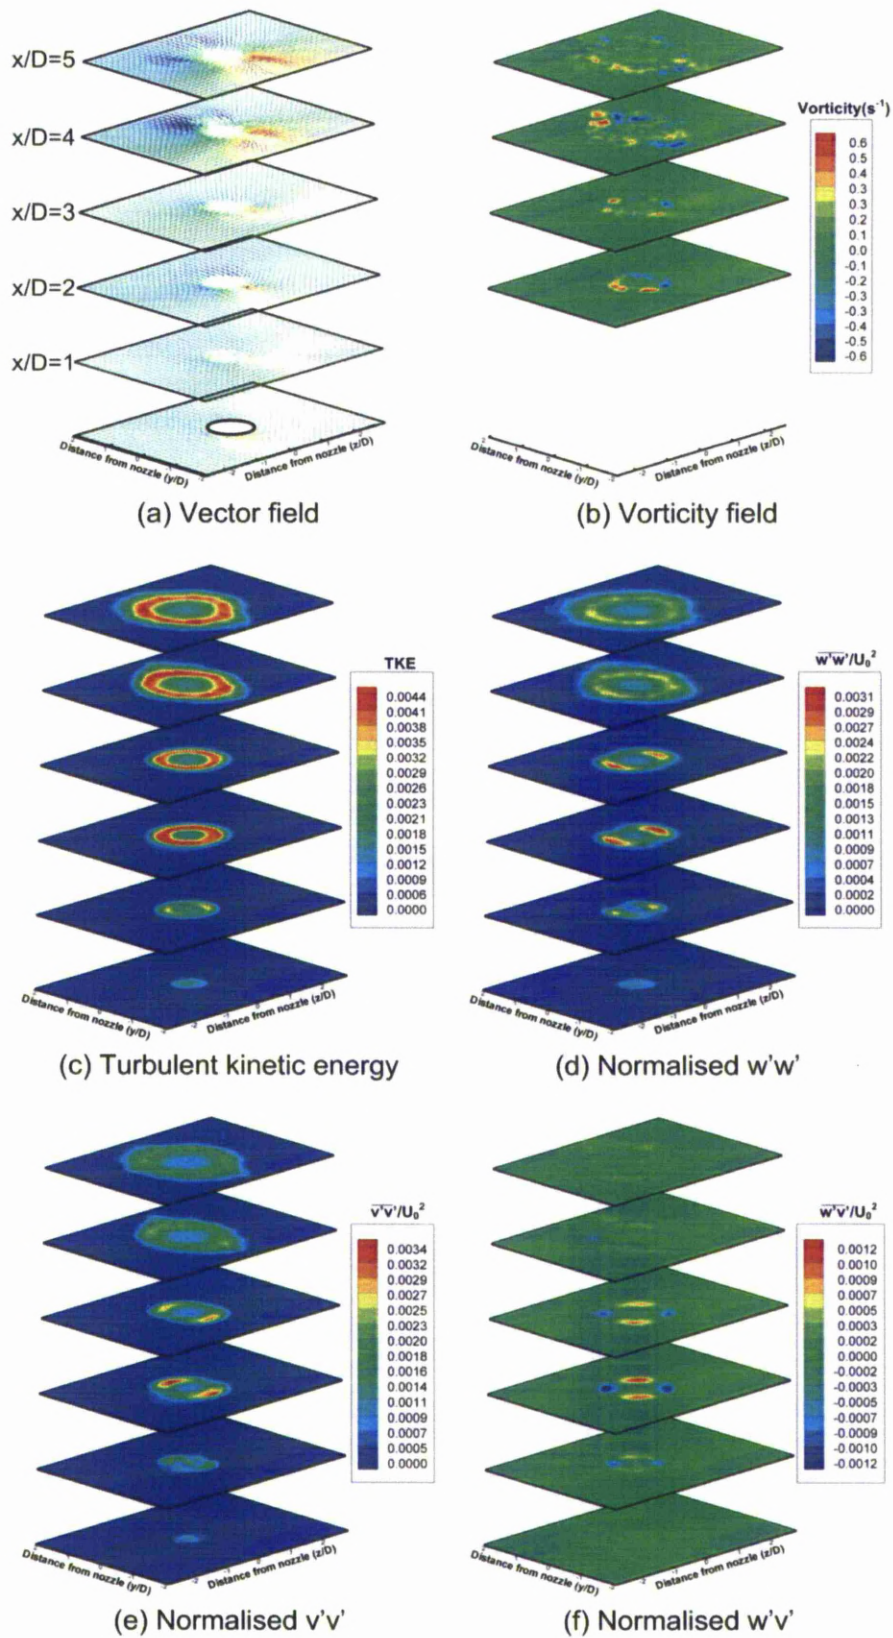 x/D=5
x/D=4
x/D=3
x/D=2
x/D=1
Distance from nozzle (y/D)
Distance from nozzle (z/D)
(a) Vector field
Vorticity(s⁻¹)
0.6
0.5
0.4
0.3
0.3
0.2
0.1
0.0
-0.1
-0.2
-0.3
-0.3
-0.4
-0.5
-0.6
Distance from nozzle (y/D)
Distance from nozzle (z/D)
(b) Vorticity field
TKE
0.0044
0.0041
0.0038
0.0035
0.0032
0.0029
0.0026
0.0023
0.0021
0.0018
0.0015
0.0012
0.0009
0.0006
0.0000
Distance from nozzle (y/D)
Distance from nozzle (z/D)
(c) Turbulent kinetic energy
w'w'/U₀²
0.0031
0.0029
0.0027
0.0024
0.0022
0.0020
0.0018
0.0015
0.0013
0.0011
0.0009
0.0007
0.0004
0.0002
0.0000
Distance from nozzle (y/D)
Distance from nozzle (z/D)
(d) Normalised w'w'
v'v'/U₀²
0.0034
0.0032
0.0029
0.0027
0.0025
0.0023
0.0020
0.0018
0.0016
0.0014
0.0011
0.0009
0.0007
0.0005
0.0000
Distance from nozzle (y/D)
Distance from nozzle (z/D)
(e) Normalised v'v'
w'v'/U₀²
0.0012
0.0010
0.0009
0.0007
0.0005
0.0003
0.0002
0.0000
-0.0002
-0.0003
-0.0005
-0.0007
-0.0009
-0.0010
-0.0012
Distance from nozzle (y/D)
Distance from nozzle (z/D)
(f) Normalised w'v'